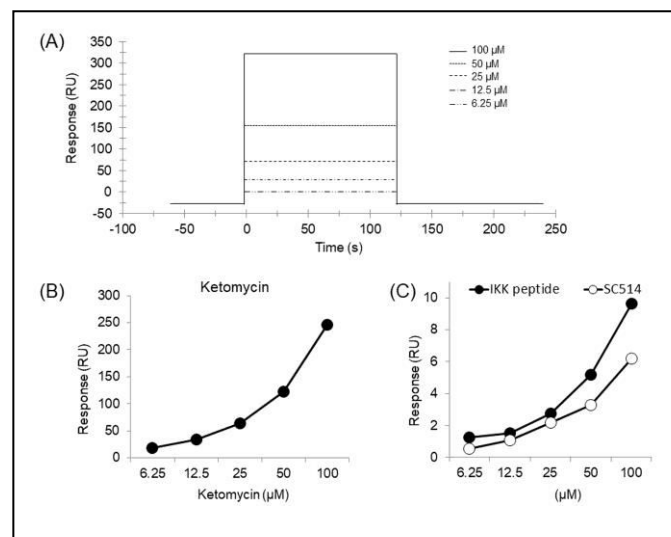 (A)
350
300
250
200
150
100
50
0
-50
Response (RU)
-100
-50
0
50
100
150
200
250
Time (s)
100 µM
50 µM
25 µM
12.5 µM
6.25 µM
(B)
Ketomycin
300
250
200
150
100
50
0
Response (RU)
6.25 12.5 25 50 100
Ketomycin (µM)
(C)
IKK peptide SC514
10
8
6
4
2
0
Response (RU)
6.25 12.5 25 50 100
(µM)